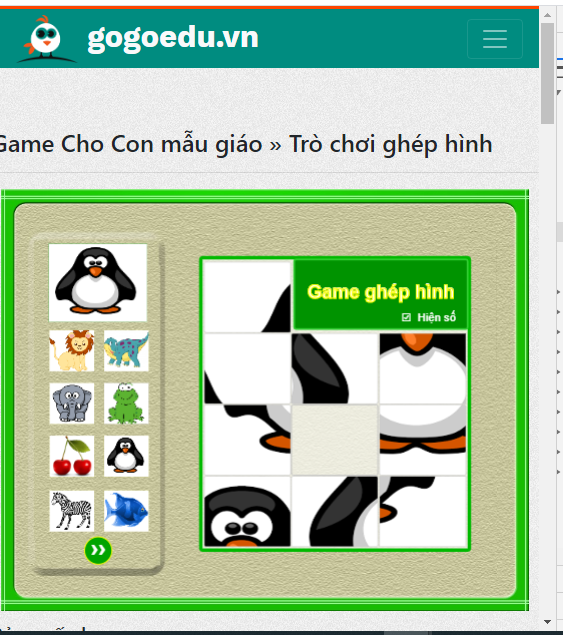 gogoedu.vn
Game Cho Con mẫu giáo » Trò chơi ghép hình
Game ghép hình
Hiện số